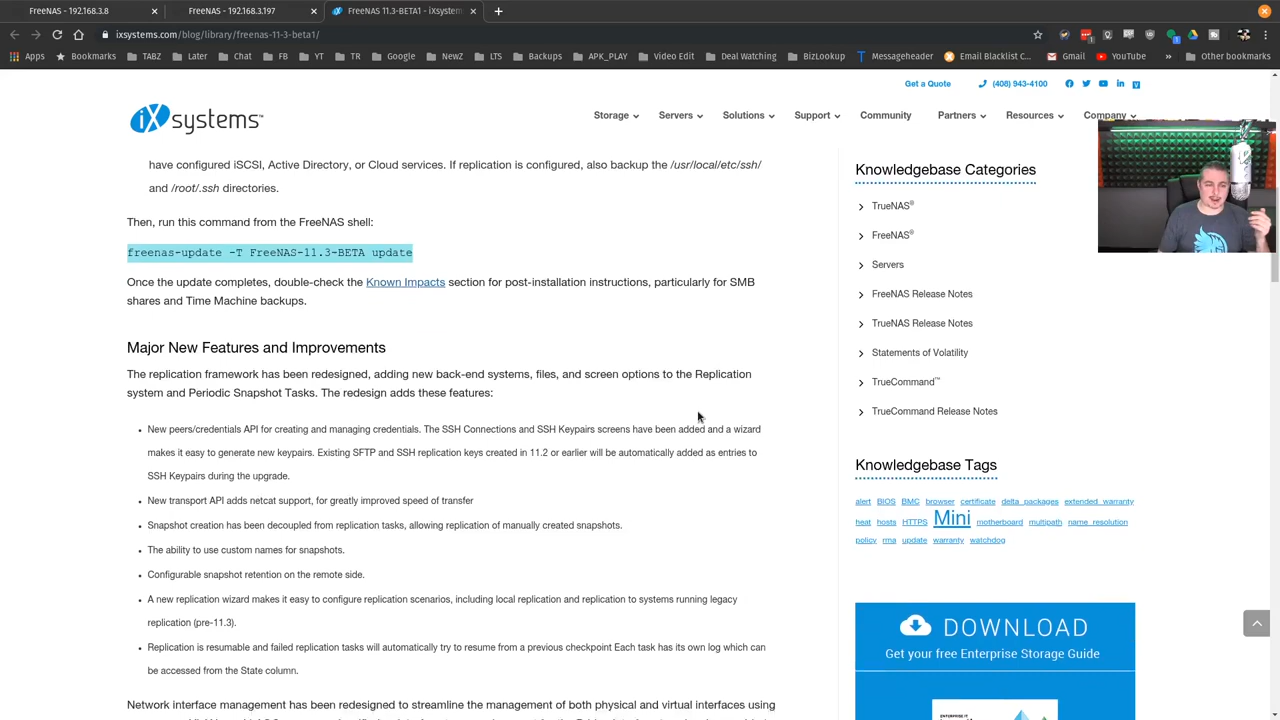 FreeNAS - 192.168.3.8
FreeNAS - 192.168.3.197
FreeNAS 11.3-BETA1 - iXsystem
ixsystems.com/blog/library/freenas-11-3-beta1/
Apps
Bookmarks
TABZ
Later
Chat
FB
YT
TR
Google
NewZ
LTS
Backups
APK_PLAY
Video Edit
Deal Watching
BizLookup
Messageheader
Email Blacklist C...
Gmail
YouTube
»
Other bookmarks
Get a Quote
(408) 943-4100
iXsystems™
Storage
Servers
Solutions
Support
Community
Partners
Resources
Company
have configured iSCSI, Active Directory, or Cloud services. If replication is configured, also backup the /usr/local/etc/ssh/
and /root/.ssh directories.
Then, run this command from the FreeNAS shell:
freenas-update -T FreeNAS-11.3-BETA update
Once the update completes, double-check the Known Impacts section for post-installation instructions, particularly for SMB
shares and Time Machine backups.
Major New Features and Improvements
The replication framework has been redesigned, adding new back-end systems, files, and screen options to the Replication
system and Periodic Snapshot Tasks. The redesign adds these features:
• New peers/credentials API for creating and managing credentials. The SSH Connections and SSH Keypairs screens have been added and a wizard
makes it easy to generate new keypairs. Existing SFTP and SSH replication keys created in 11.2 or earlier will be automatically added as entries to
SSH Keypairs during the upgrade.
• New transport API adds netcat support, for greatly improved speed of transfer
• Snapshot creation has been decoupled from replication tasks, allowing replication of manually created snapshots.
• The ability to use custom names for snapshots.
• Configurable snapshot retention on the remote side.
• A new replication wizard makes it easy to configure replication scenarios, including local replication and replication to systems running legacy
replication (pre-11.3).
• Replication is resumable and failed replication tasks will automatically try to resume from a previous checkpoint Each task has its own log which can
be accessed from the State column.
Network interface management has been redesigned to streamline the management of both physical and virtual interfaces using
Knowledgebase Categories
TrueNAS®
FreeNAS®
Servers
FreeNAS Release Notes
TrueNAS Release Notes
Statements of Volatility
TrueCommand™
TrueCommand Release Notes
Knowledgebase Tags
alert BIOS BMC browser certificate delta packages extended warranty
heat hosts HTTPS Mini motherboard multipath name resolution
policy rma update warranty watchdog
DOWNLOAD
Get your free Enterprise Storage Guide